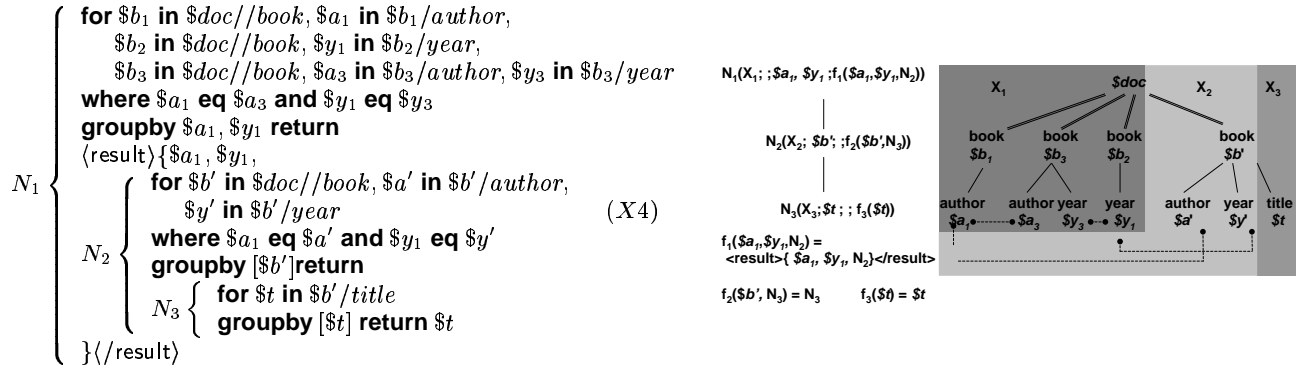 for $b₁ in $doc//book, $a₁ in $b₁/author,
$b₂ in $doc//book, $y₁ in $b₂/year,
$b₃ in $doc//book, $a₃ in $b₃/author, $y₃ in $b₃/year
where $a₁ eq $a₃ and $y₁ eq $y₃
groupby $a₁, $y₁ return
⟨result⟩{$a₁, $y₁,
N₁
for $b′ in $doc//book, $a′ in $b′/author,
$y′ in $b′/year
(X4)
where $a₁ eq $a′ and $y₁ eq $y′
N₂
groupby [$b′]return
N₃
for $t in $b′/title
groupby [$t] return $t
}⟨/result⟩
N₁(X₁; ;$a₁, $y₁ ;f₁($a₁,$y₁,N₂))
N₂(X₂; $b'; ;f₂($b',N₃))
N₃(X₃;$t ; ; f₃($t))
f₁($a₁,$y₁,N₂) =
<result>{ $a₁, $y₁, N₂}</result>
f₂($b', N₃) = N₃ f₃($t) = $t
X₁ $doc X₂ X₃
book book book book
$b₁ $b₃ $b₂ $b'
author author year year author year title
$a₁ $a₃ $y₃ $y₁ $a' $y' $t